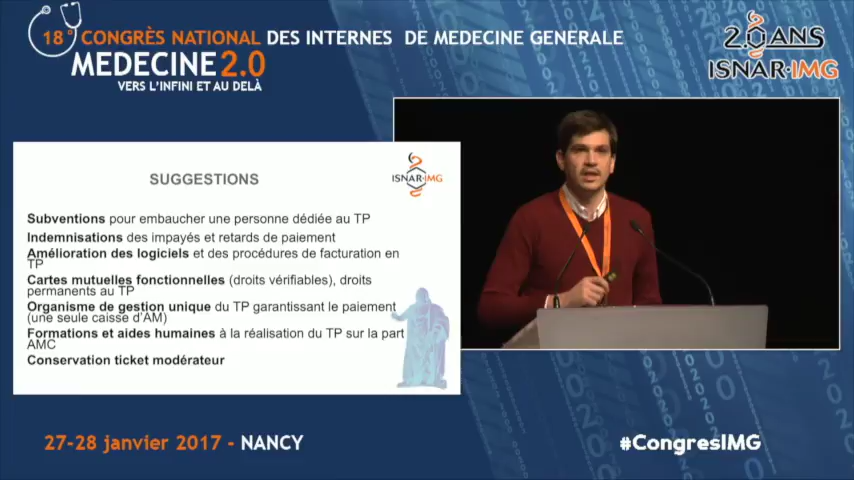 18° CONGRÈS NATIONAL DES INTERNES DE MEDECINE GENERALE
MEDECINE 2.0
VERS L'INFINI ET AU DELÀ
2.0 ANS
ISNAR-IMG
ISNAR-IMG
SUGGESTIONS
Subventions pour embaucher une personne dédiée au TP
Indemnisations des impayés et retards de paiement
Amélioration des logiciels et des procédures de facturation en
TP
Cartes mutuelles fonctionnelles (droits vérifiables), droits
permanents au TP
Organisme de gestion unique du TP garantissant le paiement
(une seule caisse d'AM)
Formations et aides humaines à la réalisation du TP sur la part
AMC
Conservation ticket modérateur
27-28 janvier 2017 - NANCY
#CongresIMG